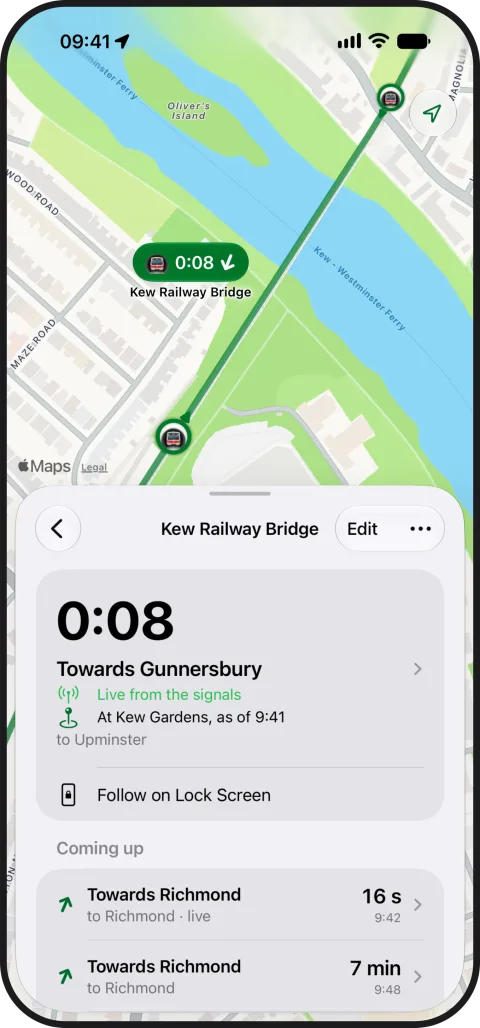 09:41
minster Ferry
Oliver's
Island
MAGNOLIA
WOOD ROAD
0:08
Kew Railway Bridge
Kew - Westminster Ferry
MAZE ROAD
Maps Legal
Kew Railway Bridge
Edit
0:08
Towards Gunnersbury
Live from the signals
At Kew Gardens, as of 9:41
to Upminster
Follow on Lock Screen
Coming up
Towards Richmond
16 s
to Richmond · live
9:42
Towards Richmond
7 min
to Richmond
9:48